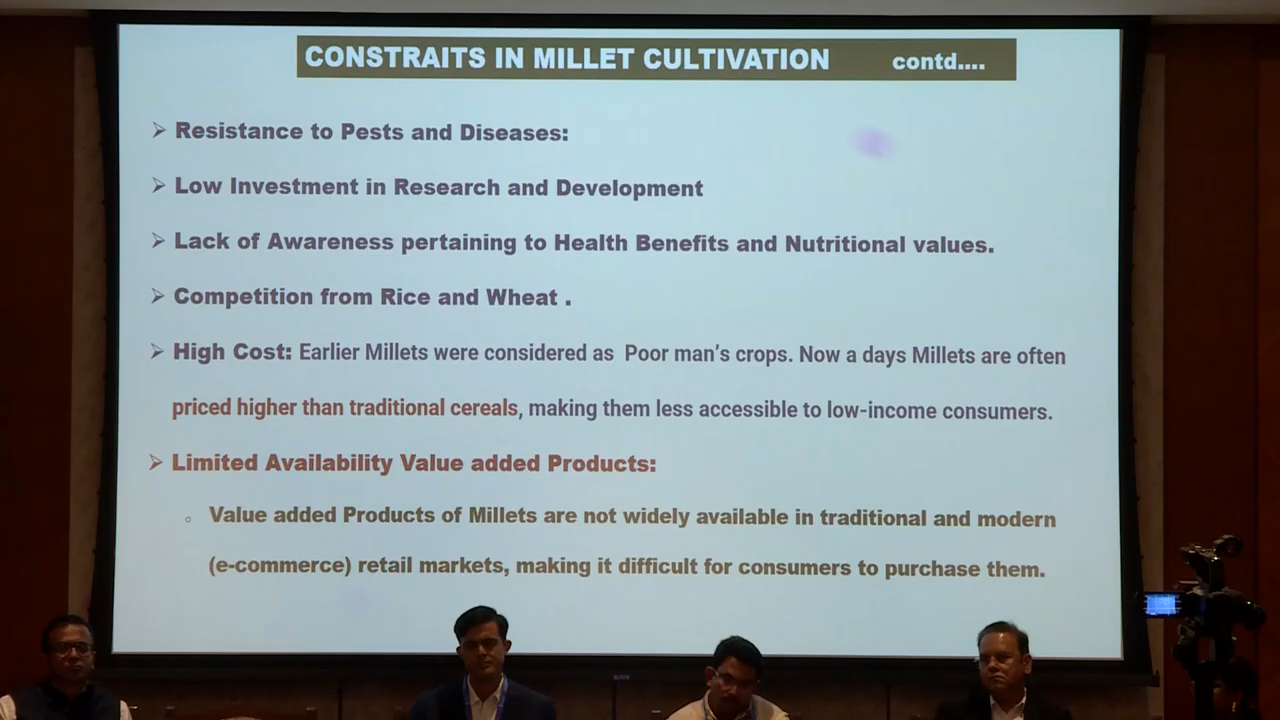 CONSTRAITS IN MILLET CULTIVATION contd....
➢ Resistance to Pests and Diseases:
➢ Low Investment in Research and Development
➢ Lack of Awareness pertaining to Health Benefits and Nutritional values.
➢ Competition from Rice and Wheat .
➢ High Cost: Earlier Millets were considered as Poor man's crops. Now a days Millets are often
priced higher than traditional cereals, making them less accessible to low-income consumers.
➢ Limited Availability Value added Products:
○ Value added Products of Millets are not widely available in traditional and modern
(e-commerce) retail markets, making it difficult for consumers to purchase them.